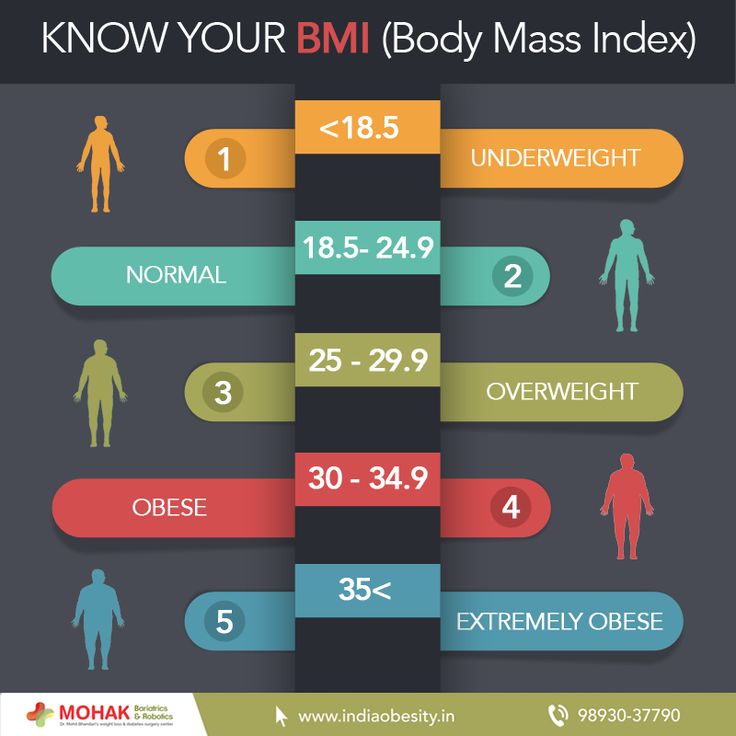 KNOW YOUR BMI (Body Mass Index)
<18.5
1
UNDERWEIGHT
18.5- 24.9
NORMAL
2
25 - 29.9
3
OVERWEIGHT
30 - 34.9
OBESE
4
35<
5
EXTREMELY OBESE
MOHAK Bariatrics & Robotics
Dr. Mohit Bhandari's weight loss & diabetes surgery center
www.indiaobesity.in
98930-37790